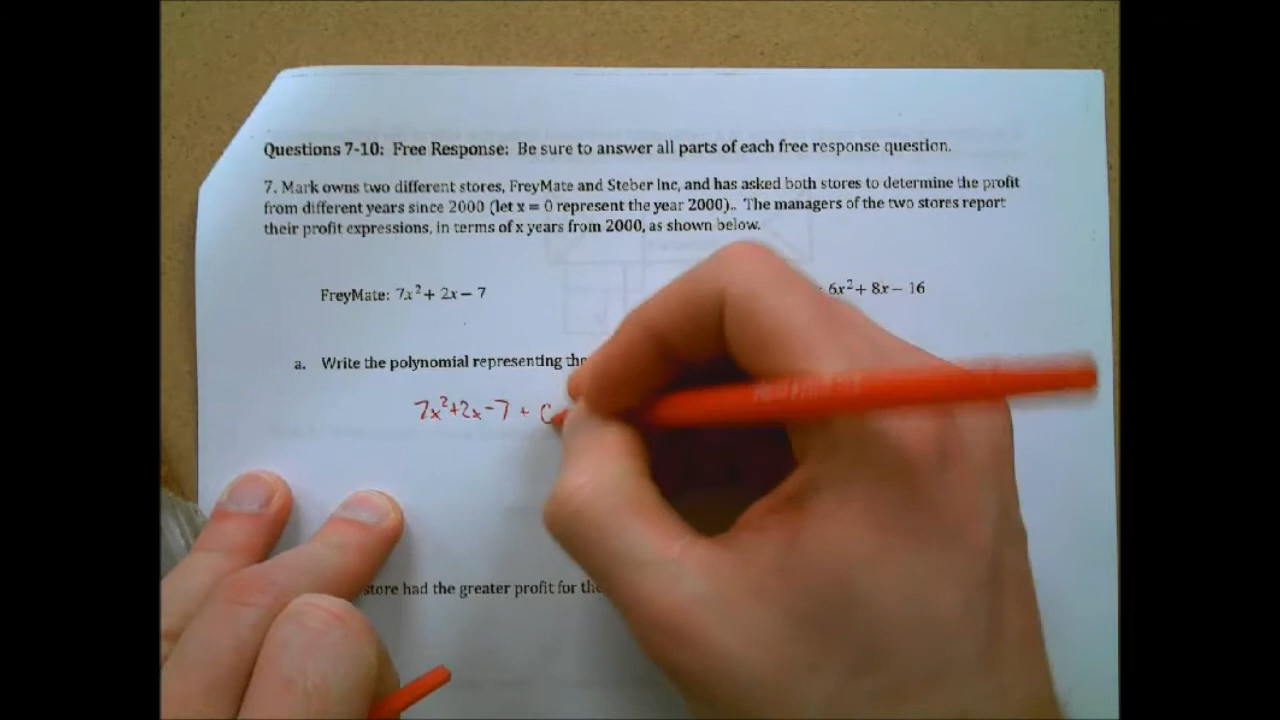 Questions 7-10: Free Response: Be sure to answer all parts of each free response question.
7. Mark owns two different stores, FreyMate and Steber Inc, and has asked both stores to determine the profit
from different years since 2000 (let x = 0 represent the year 2000).. The managers of the two stores report
their profit expressions, in terms of x years from 2000, as shown below.
FreyMate: 7x² + 2x – 7
6x² + 8x – 16
a. Write the polynomial representing the
7x²+2x-7 +
store had the greater profit for the